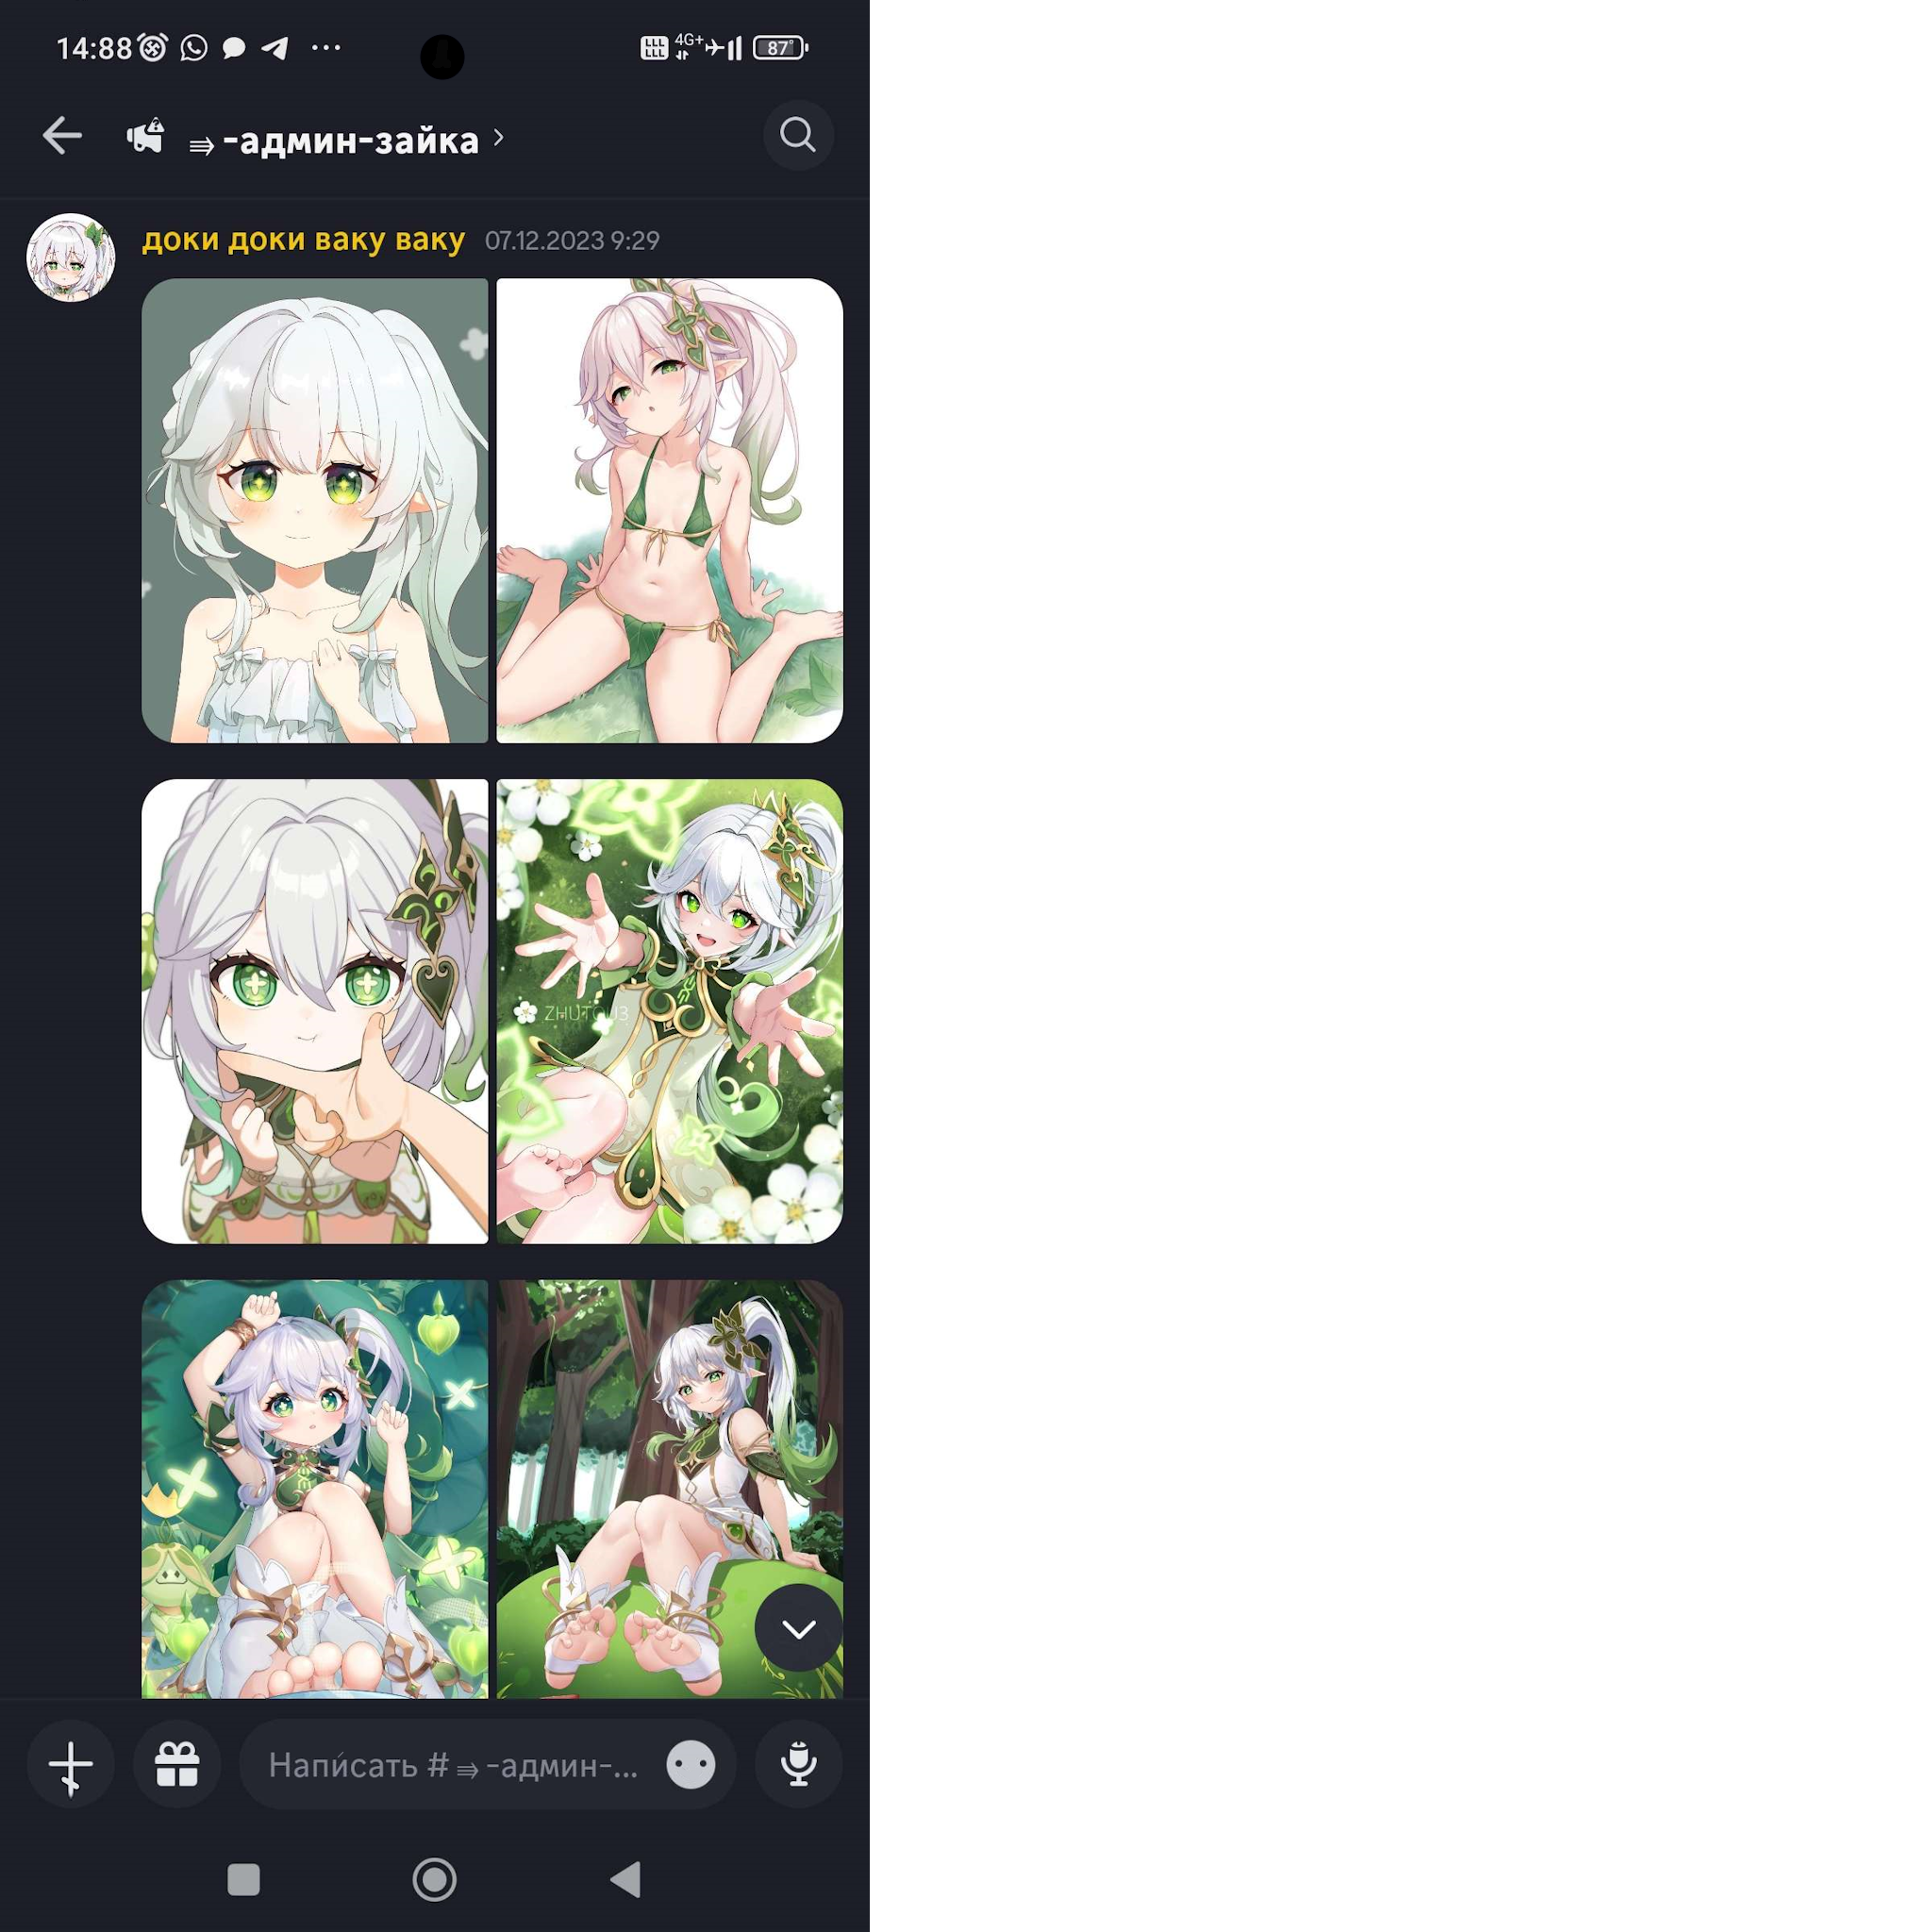 14:88 4G+ 87°
⇛ -админ-зайка
доки доки ваку ваку 07.12.2023 9:29
Написать # ⇛ -админ-...